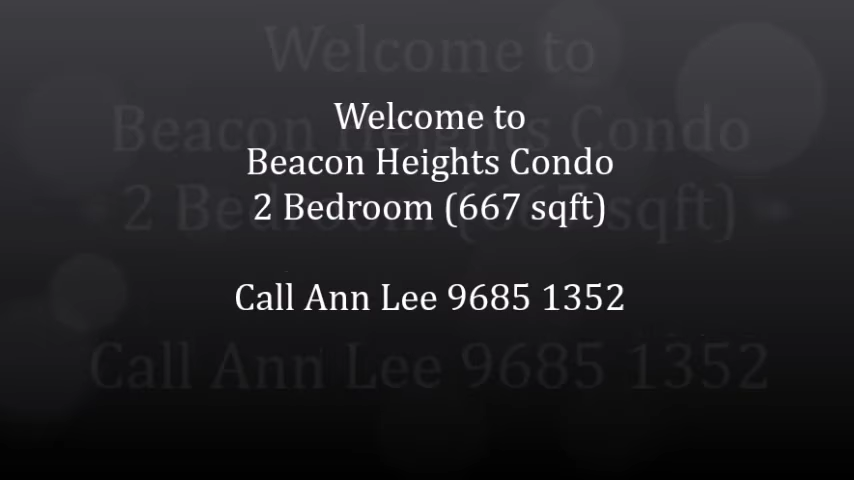 Welcome to
Beacon Heights Condo
2 Bedroom (667 sqft)
Call Ann Lee 9685 1352